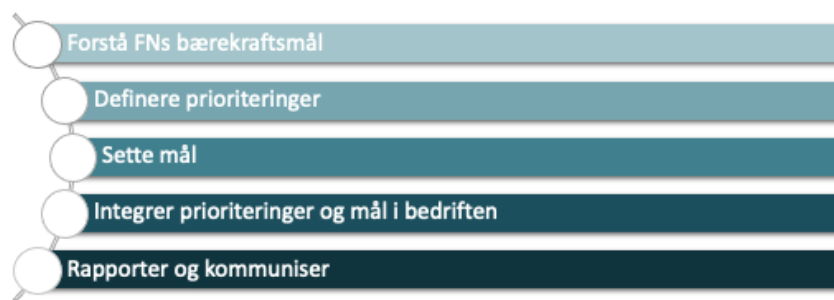 Forstå FNs bærekraftsmål
Definere prioriteringer
Sette mål
Integrer prioriteringer og mål i bedriften
Rapporter og kommuniser